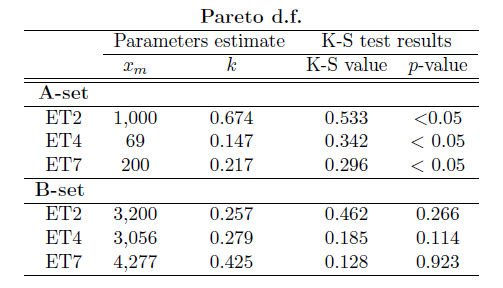 Pareto d.f.
Parameters estimate K-S test results
x_m k K-S value p-value
A-set
ET2 1,000 0.674 0.533 <0.05
ET4 69 0.147 0.342 < 0.05
ET7 200 0.217 0.296 < 0.05
B-set
ET2 3,200 0.257 0.462 0.266
ET4 3,056 0.279 0.185 0.114
ET7 4,277 0.425 0.128 0.923